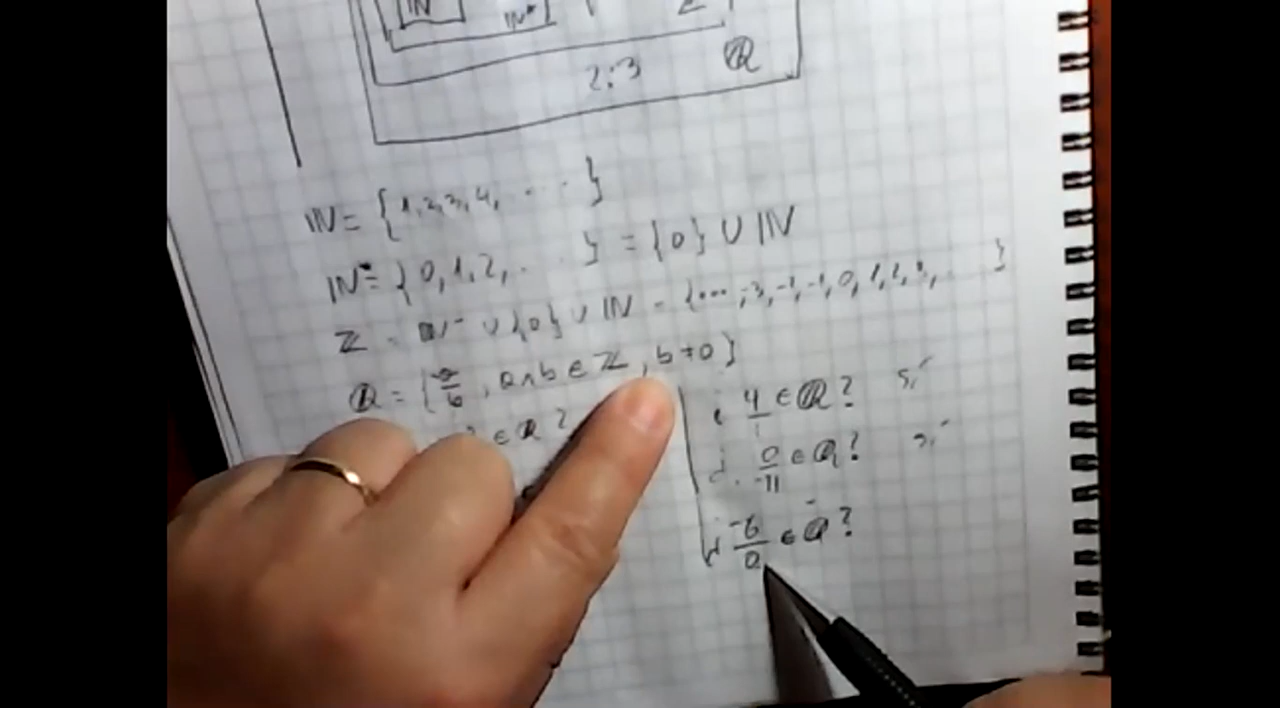 IN IN* Z
2:3 Q
IN = {1,2,3,4, ... }
IN* = {0,1,2, ... } = {0} ∪ IN
Z = IN⁻ ∪ {0} ∪ IN = {...,-3,-2,-1,0,1,2,3, ... }
Q = {a/b, a∧b ∈ Z, b≠0}
∈ Q?
¿ 4/1 ∈ Q? sí
¿ 0/-11 ∈ Q? sí
¿ -6/0 ∈ Q?